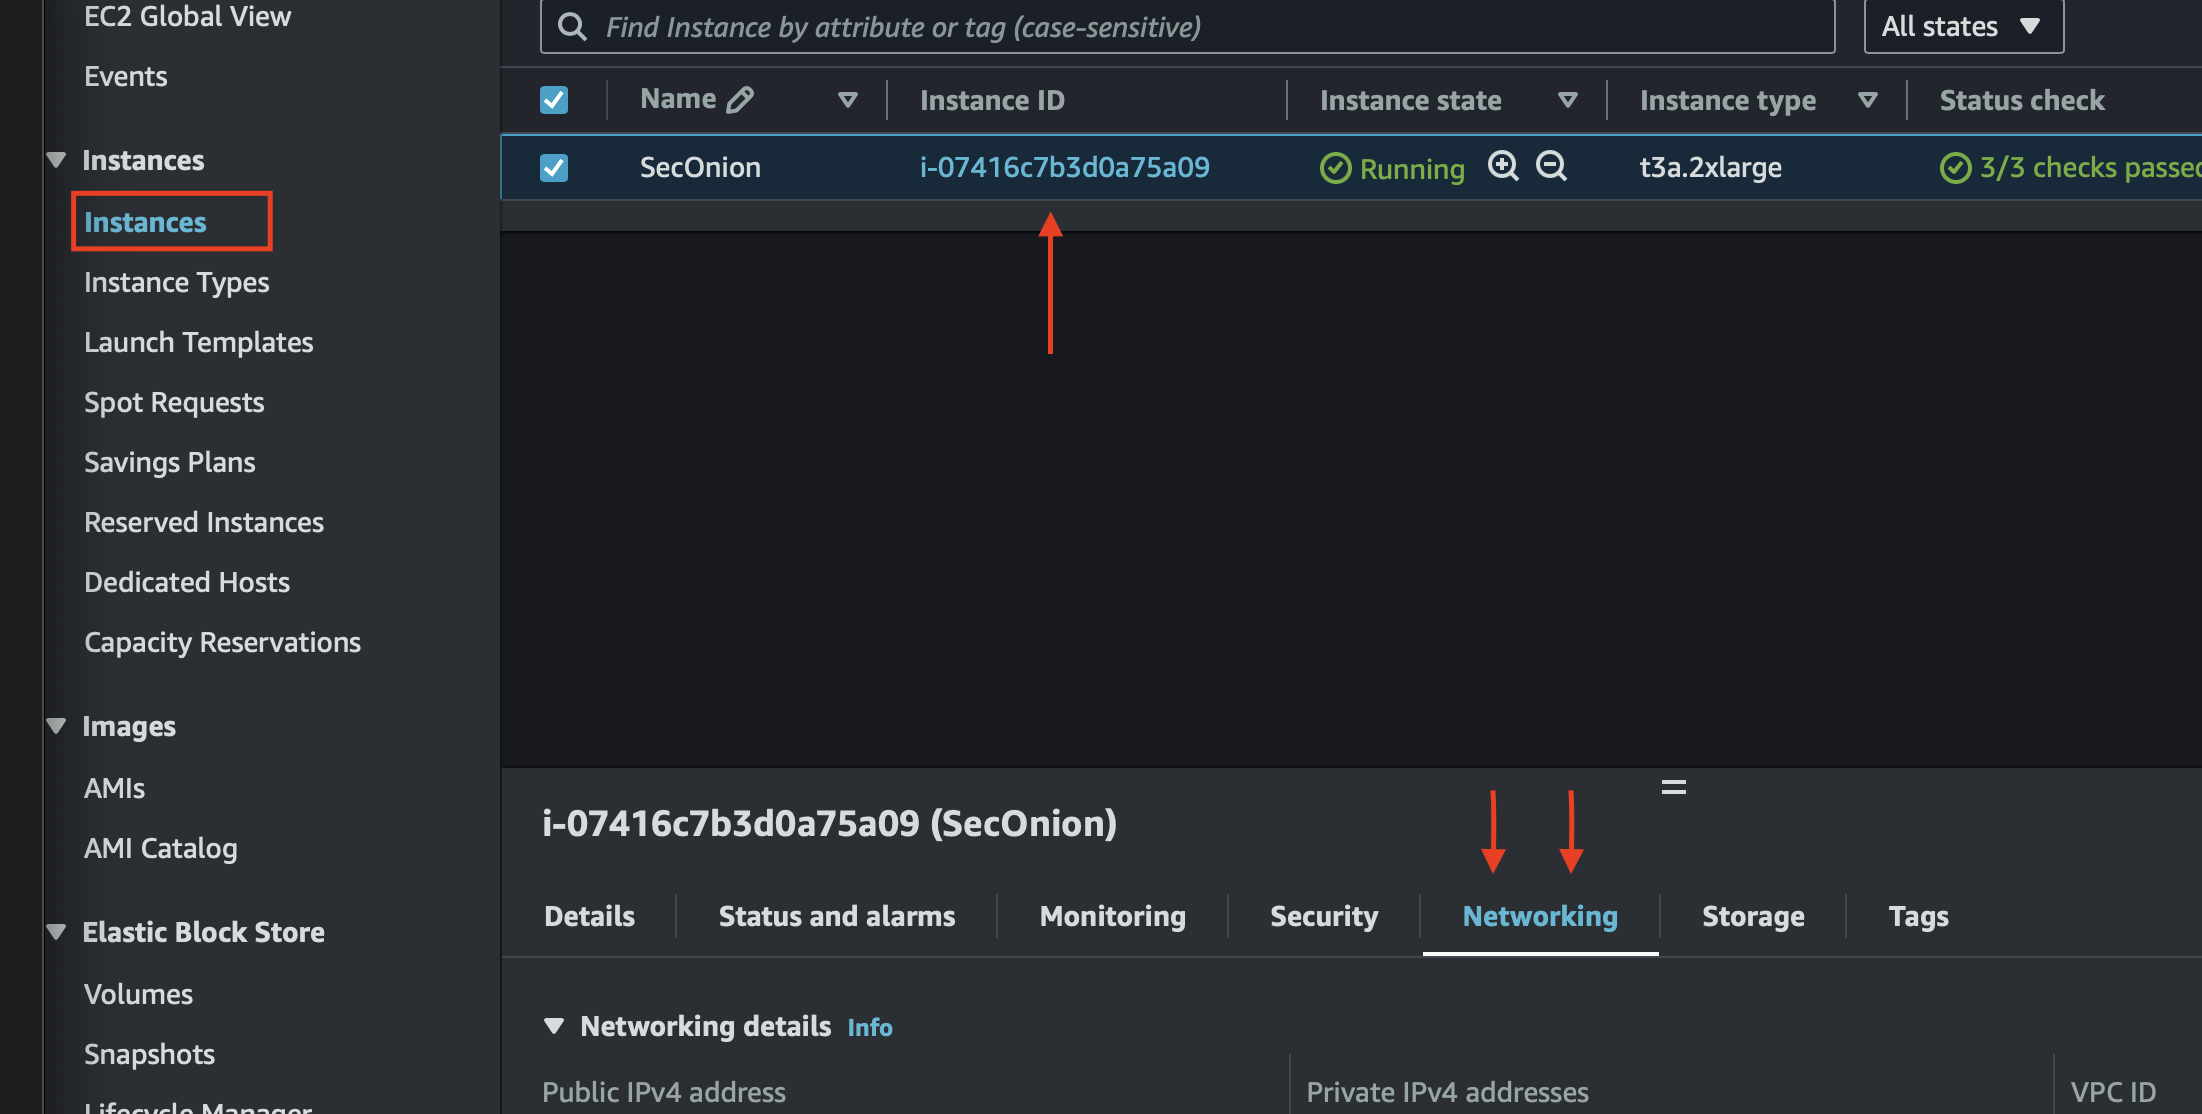 EC2 Global View
Events
Instances
Instances
Instance Types
Launch Templates
Spot Requests
Savings Plans
Reserved Instances
Dedicated Hosts
Capacity Reservations
Images
AMIs
AMI Catalog
Elastic Block Store
Volumes
Snapshots
Lifecycle Manager
Find Instance by attribute or tag (case-sensitive)
All states
Name
Instance ID
Instance state
Instance type
Status check
SecOnion
i-07416c7b3d0a75a09
Running
t3a.2xlarge
3/3 checks passed
i-07416c7b3d0a75a09 (SecOnion)
Details
Status and alarms
Monitoring
Security
Networking
Storage
Tags
Networking details Info
Public IPv4 address
Private IPv4 addresses
VPC ID